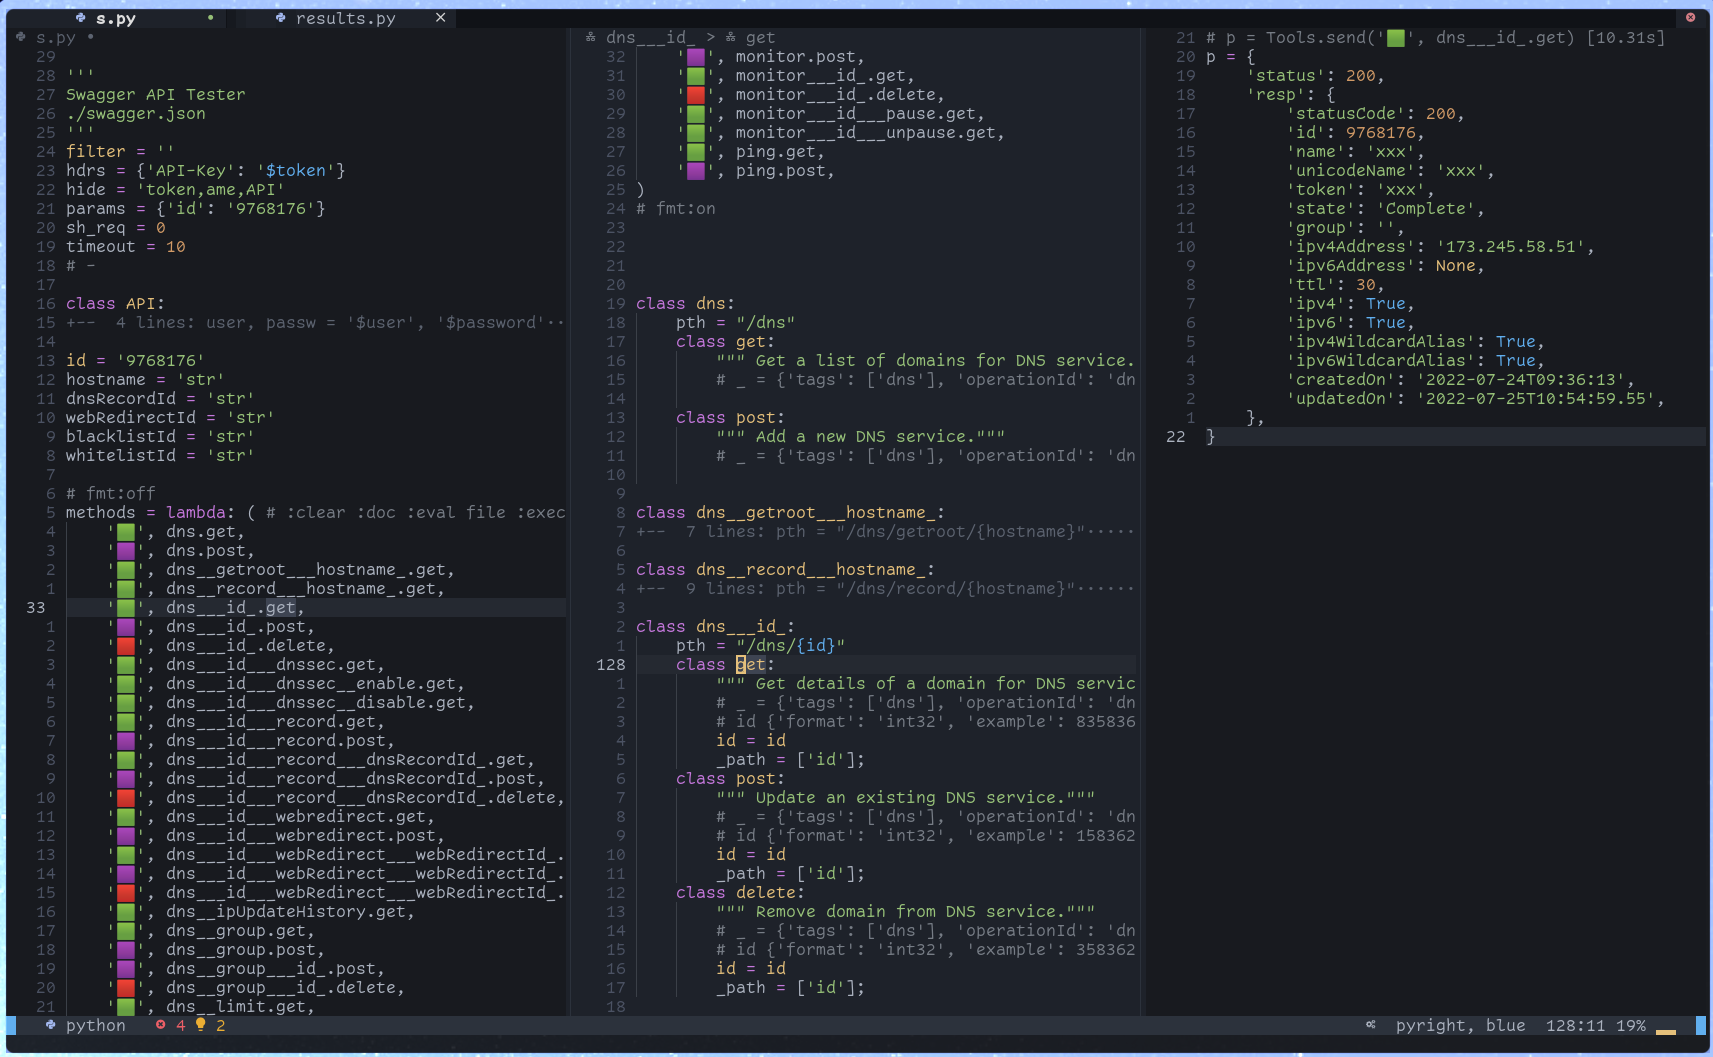 s.py
results.py
s.py
29
28 '''
27 Swagger API Tester
26 ./swagger.json
25 '''
24 filter = ''
23 hdrs = {'API-Key': '$token'}
22 hide = 'token,ame,API'
21 params = {'id': '9768176'}
20 sh_req = 0
19 timeout = 10
18 # -
17
16 class API:
15 +--  4 lines: user, passw = '$user', '$password'··
14
13 id = '9768176'
12 hostname = 'str'
11 dnsRecordId = 'str'
10 webRedirectId = 'str'
9 blacklistId = 'str'
8 whitelistId = 'str'
7
6 # fmt:off
5 methods = lambda: ( # :clear :doc :eval file :exec
4 '🟩', dns.get,
3 '🟪', dns.post,
2 '🟩', dns__getroot___hostname_.get,
1 '🟩', dns__record___hostname_.get,
33 '🟩', dns___id_.get,
1 '🟪', dns___id_.post,
2 '🟥', dns___id_.delete,
3 '🟩', dns___id___dnssec.get,
4 '🟩', dns___id___dnssec__enable.get,
5 '🟩', dns___id___dnssec__disable.get,
6 '🟩', dns___id___record.get,
7 '🟪', dns___id___record.post,
8 '🟩', dns___id___record___dnsRecordId_.get,
9 '🟪', dns___id___record___dnsRecordId_.post,
10 '🟥', dns___id___record___dnsRecordId_.delete,
11 '🟩', dns___id___webredirect.get,
12 '🟪', dns___id___webredirect.post,
13 '🟩', dns___id___webRedirect___webRedirectId_.
14 '🟪', dns___id___webRedirect___webRedirectId_.
15 '🟥', dns___id___webRedirect___webRedirectId_.
16 '🟩', dns__ipUpdateHistory.get,
17 '🟩', dns__group.get,
18 '🟪', dns__group.post,
19 '🟪', dns__group___id_.post,
20 '🟥', dns__group___id_.delete,
21 '🟩', dns__limit.get,
dns___id_ > get
32 '🟪', monitor.post,
31 '🟩', monitor___id_.get,
30 '🟥', monitor___id_.delete,
29 '🟩', monitor___id___pause.get,
28 '🟩', monitor___id___unpause.get,
27 '🟩', ping.get,
26 '🟪', ping.post,
25 )
24 # fmt:on
23
22
21
20
19 class dns:
18 pth = "/dns"
17 class get:
16 """ Get a list of domains for DNS service.
15 # _ = {'tags': ['dns'], 'operationId': 'dn
14
13 class post:
12 """ Add a new DNS service."""
11 # _ = {'tags': ['dns'], 'operationId': 'dn
10
9
8 class dns__getroot___hostname_:
7 +--  7 lines: pth = "/dns/getroot/{hostname}"·····
6
5 class dns__record___hostname_:
4 +--  9 lines: pth = "/dns/record/{hostname}"······
3
2 class dns___id_:
1 pth = "/dns/{id}"
128 class get:
1 """ Get details of a domain for DNS servic
2 # _ = {'tags': ['dns'], 'operationId': 'dn
3 # id {'format': 'int32', 'example': 835836
4 id = id
5 _path = ['id'];
6 class post:
7 """ Update an existing DNS service."""
8 # _ = {'tags': ['dns'], 'operationId': 'dn
9 # id {'format': 'int32', 'example': 158362
10 id = id
11 _path = ['id'];
12 class delete:
13 """ Remove domain from DNS service."""
14 # _ = {'tags': ['dns'], 'operationId': 'dn
15 # id {'format': 'int32', 'example': 358362
16 id = id
17 _path = ['id'];
18
21 # p = Tools.send('🟩', dns___id_.get) [10.31s]
20 p = {
19 'status': 200,
18 'resp': {
17 'statusCode': 200,
16 'id': 9768176,
15 'name': 'xxx',
14 'unicodeName': 'xxx',
13 'token': 'xxx',
12 'state': 'Complete',
11 'group': '',
10 'ipv4Address': '173.245.58.51',
9 'ipv6Address': None,
8 'ttl': 30,
7 'ipv4': True,
6 'ipv6': True,
5 'ipv4WildcardAlias': True,
4 'ipv6WildcardAlias': True,
3 'createdOn': '2022-07-24T09:36:13',
2 'updatedOn': '2022-07-25T10:54:59.55',
1 },
22 }
python 4 2
pyright, blue 128:11 19%